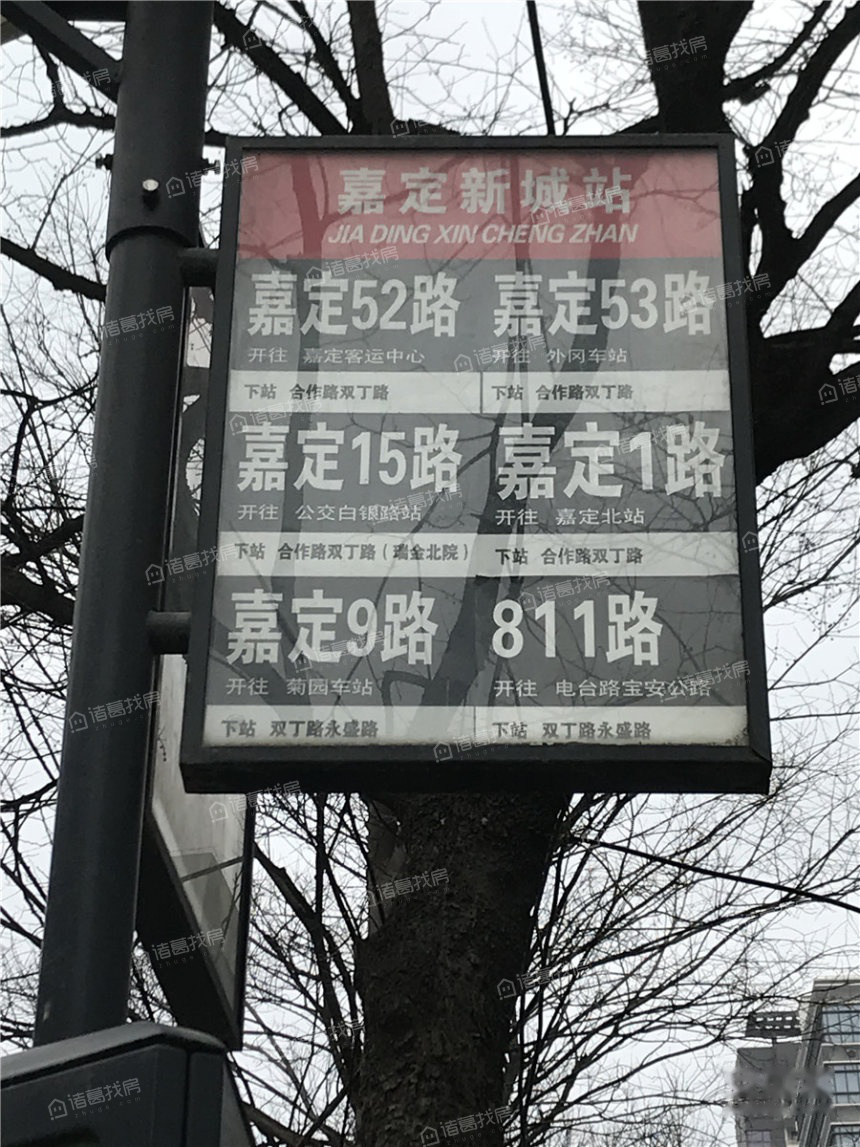 嘉定新城站
JIA DING XIN CHENG ZHAN
嘉定52路 嘉定53路
开往 嘉定客运中心 开往 外冈车站
下站 合作路双丁路 下站 合作路双丁路
嘉定15路 嘉定1路
开往 公交白银路站 开往 嘉定北站
下站 合作路双丁路（瑞金北院） 下站 合作路双丁路
嘉定9路 811路
开往 菊园车站 开往 电台路宝安公路
下站 双丁路永盛路 下站 双丁路永盛路
诸葛找房